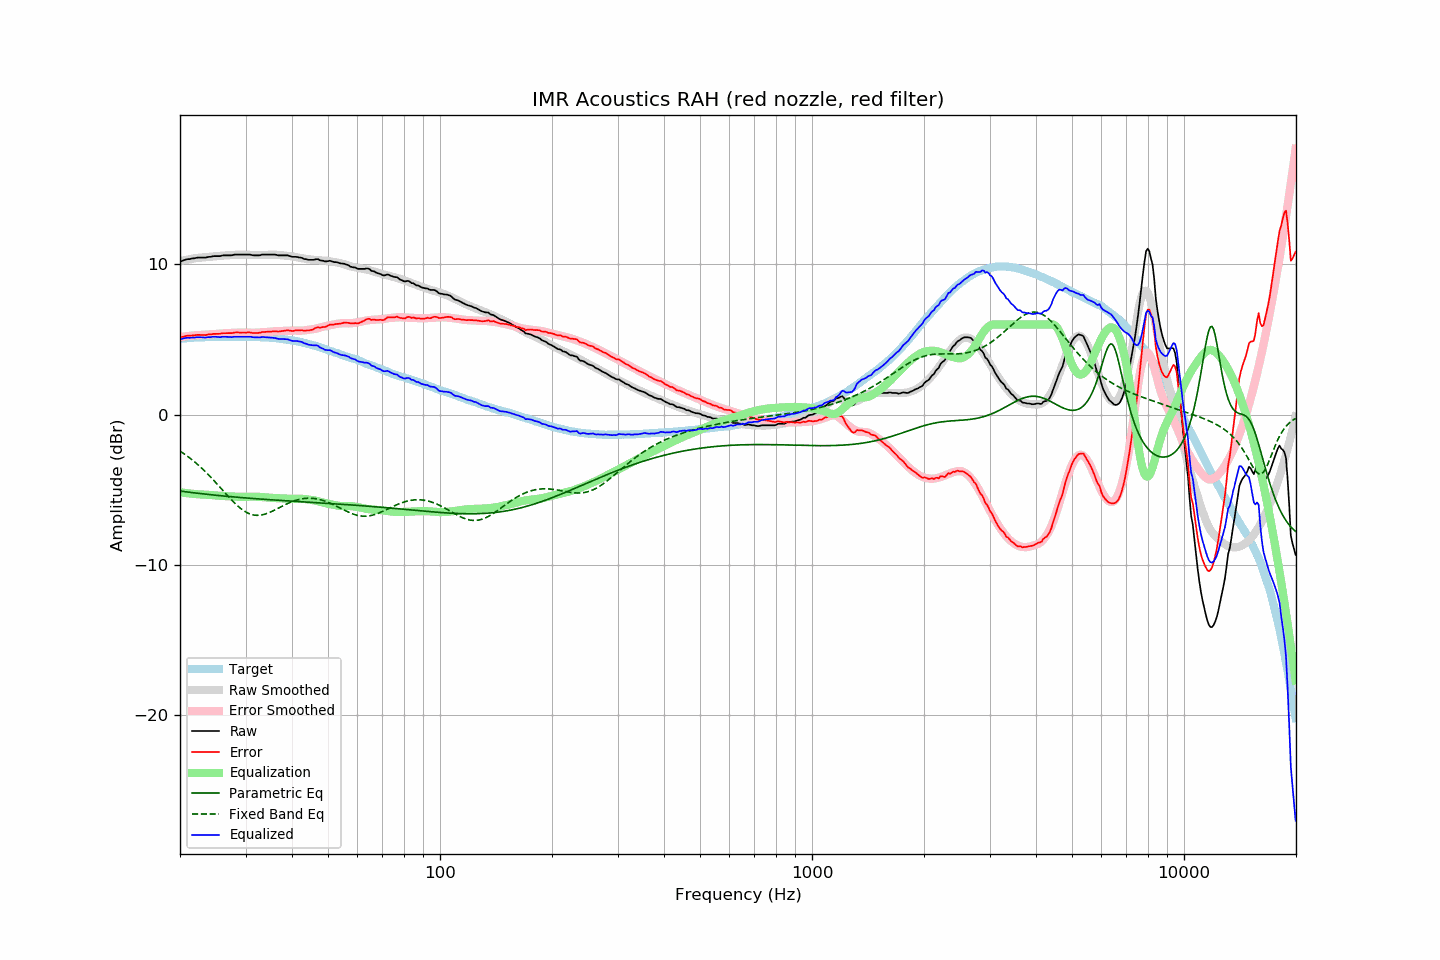 IMR Acoustics RAH (red nozzle, red filter)
10
0
−10
−20
Amplitude (dBr)
Target
Raw Smoothed
Error Smoothed
Raw
Error
Equalization
Parametric Eq
Fixed Band Eq
Equalized
100
1000
10000
Frequency (Hz)